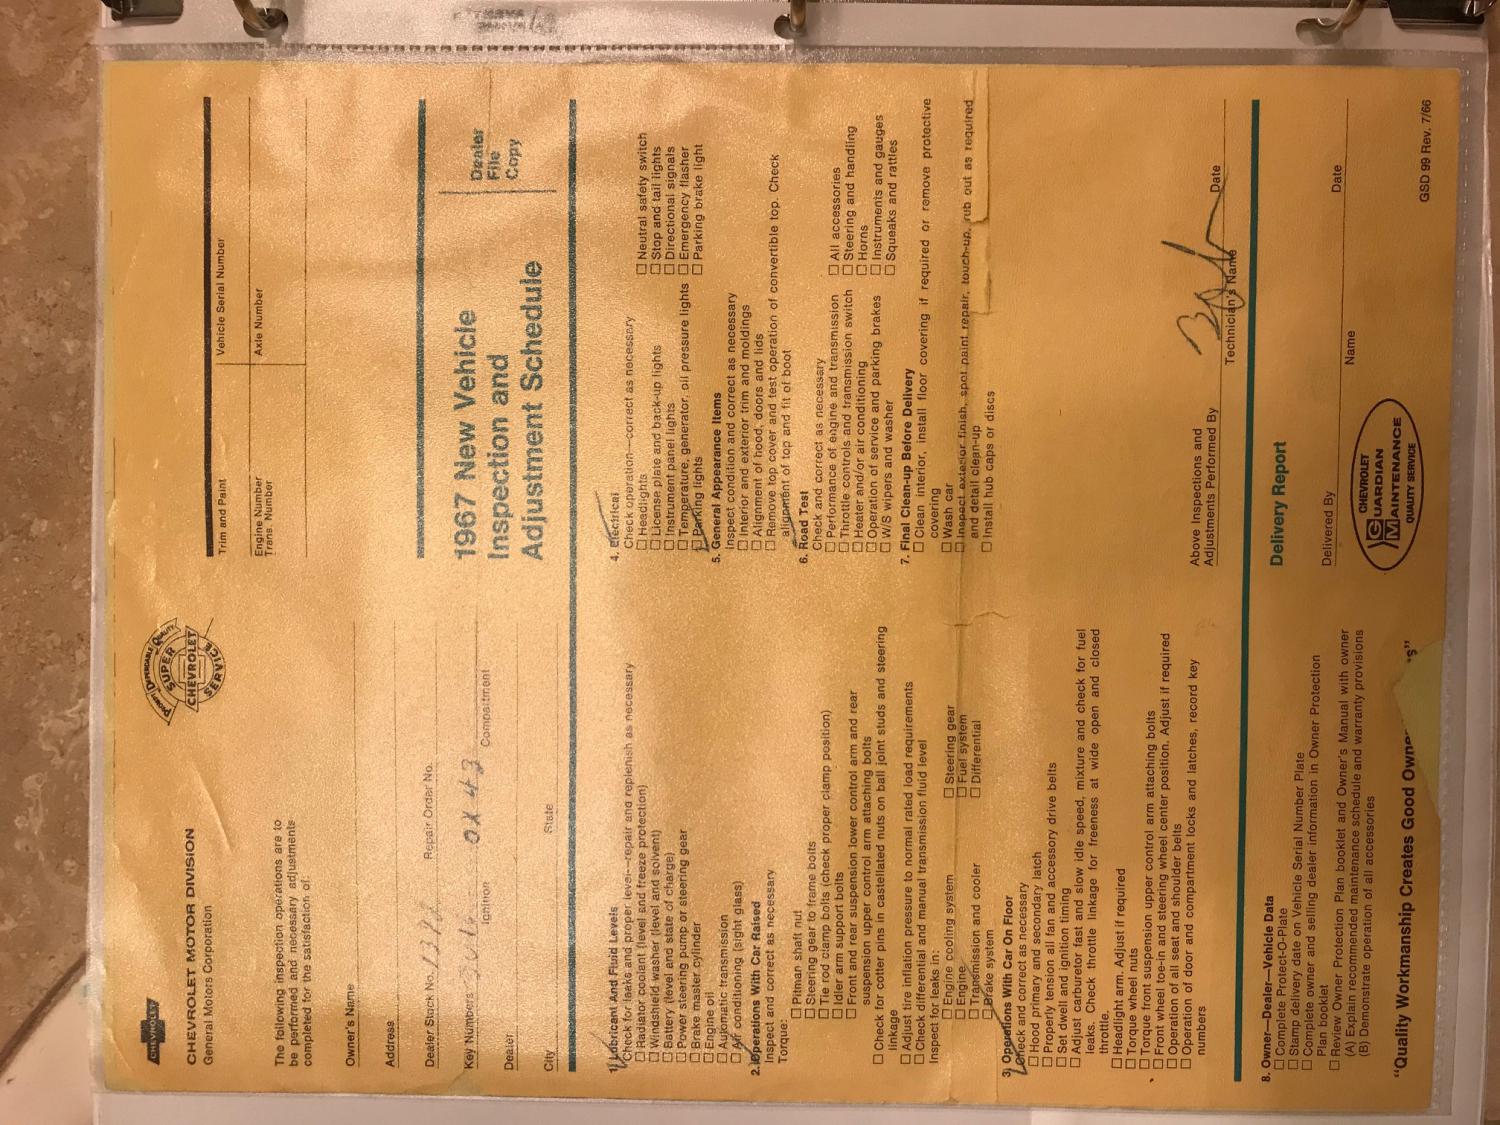 CHEVROLET
CHEVROLET MOTOR DIVISION
General Motors Corporation
Proven Dependable Quality
SUPER
CHEVROLET
SERVICE
Trim and Paint
Vehicle Serial Number
Engine Number
Trans. Number
Axle Number
The following inspection operations are to
be performed and necessary adjustments
completed for the satisfaction of:
Owner's Name
Address
Dealer Stock No.
Repair Order No.
Key Numbers
Ignition
0X43
Compartment
Dealer
City
State
1967 New Vehicle
Inspection and
Adjustment Schedule
Dealer
File
Copy
1. Lubricant And Fluid Levels
Check for leaks and proper level—repair and replenish as necessary
☐ Radiator coolant (level and freeze protection)
☐ Windshield washer (level and solvent)
☐ Battery (level and state of charge)
☐ Power steering pump or steering gear
☐ Brake master cylinder
☐ Engine oil
☐ Automatic transmission
☐ Air conditioning (sight glass)
2. Operations With Car Raised
Inspect and correct as necessary
Torque:
☐ Pitman shaft nut
☐ Steering gear to frame bolts
☐ Tie rod clamp bolts (check proper clamp position)
☐ Idler arm support bolts
☐ Front and rear suspension lower control arm and rear
suspension upper control arm attaching bolts
☐ Check for cotter pins in castellated nuts on ball joint studs and steering
linkage
☐ Adjust tire inflation pressure to normal rated load requirements
☐ Check differential and manual transmission fluid level
Inspect for leaks in:
☐ Engine cooling system
☐ Engine
☐ Transmission and cooler
☐ Brake system
☐ Steering gear
☐ Fuel system
☐ Differential
3. Operations With Car On Floor
Check and correct as necessary
☐ Hood primary and secondary latch
☐ Properly tension all fan and accessory drive belts
☐ Set dwell and ignition timing
☐ Adjust carburetor fast and slow idle speed, mixture and check for fuel
leaks. Check throttle linkage for freeness at wide open and closed
throttle.
☐ Headlight arm. Adjust if required
☐ Torque wheel nuts
☐ Torque front suspension upper control arm attaching bolts
☐ Front wheel toe-in and steering wheel center position. Adjust if required
☐ Operation of all seat and shoulder belts
☐ Operation of door and compartment locks and latches, record key
numbers
4. Electrical
Check operation—correct as necessary
☐ Headlights
☐ License plate and back-up lights
☐ Instrument panel lights
☐ Temperature, generator, oil pressure lights
☐ Parking lights
☐ Neutral safety switch
☐ Stop and tail lights
☐ Directional signals
☐ Emergency flasher
☐ Parking brake light
5. General Appearance Items
Inspect condition and correct as necessary
☐ Interior and exterior trim and moldings
☐ Alignment of hood, doors and lids
☐ Remove top cover and test operation of convertible top. Check
alignment of top and fit of boot
6. Road Test
Check and correct as necessary
☐ Performance of engine and transmission
☐ Throttle controls and transmission switch
☐ Heater and/or air conditioning
☐ Operation of service and parking brakes
☐ W/S wipers and washer
☐ All accessories
☐ Steering and handling
☐ Horns
☐ Instruments and gauges
☐ Squeaks and rattles
7. Final Clean-up Before Delivery
☐ Clean interior, install floor covering if required or remove protective
covering
☐ Wash car
☐ Inspect exterior finish, spot paint repair, touch-up, rub out as required
and detail clean-up
☐ Install hub caps or discs
Above Inspections and
Adjustments Performed By
Technician's Name
Date
8. Owner—Dealer—Vehicle Data
☐ Complete Protect-O-Plate
☐ Stamp delivery date on Vehicle Serial Number Plate
☐ Complete owner and selling dealer information in Owner Protection
Plan booklet
☐ Review Owner Protection Plan booklet and Owner's Manual with owner
(A) Explain recommended maintenance schedule and warranty provisions
(B) Demonstrate operation of all accessories
Delivery Report
Delivered By
Name
Date
CHEVROLET
GUARDIAN
MAINTENANCE
QUALITY SERVICE
"Quality Workmanship Creates Good Owne
s"
GSD 99 Rev. 7/66